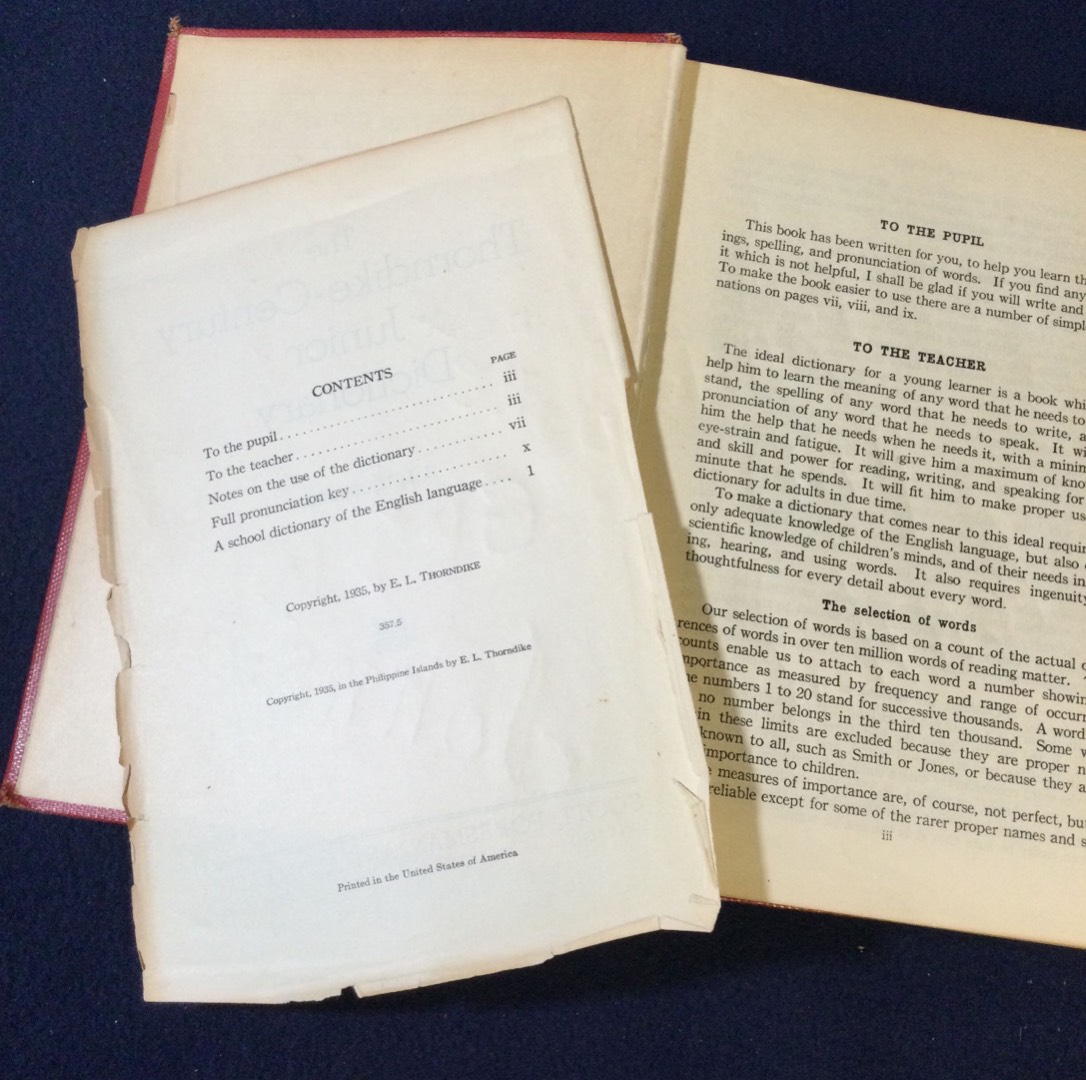 CONTENTS
PAGE
To the pupil . . . . . . . . . . . . . . . . . . . . . . . . . . . . . . iii
To the teacher . . . . . . . . . . . . . . . . . . . . . . . . . . . . iii
Notes on the use of the dictionary . . . . . . . . . . . vii
Full pronunciation key . . . . . . . . . . . . . . . . . . . . x
A school dictionary of the English language . . . . 1
Copyright, 1935, by E. L. THORNDIKE
357.5
Copyright, 1935, in the Philippine Islands by E. L. Thorndike
Printed in the United States of America
TO THE PUPIL
This book has been written for you, to help you learn
ings, spelling, and pronunciation of words. If you find any
it which is not helpful, I shall be glad if you will write and
To make the book easier to use there are a number of
nations on pages vii, viii, and ix.
TO THE TEACHER
The ideal dictionary for a young learner is a book
help him to learn the meaning of any word that he needs to
stand, the spelling of any word that he needs to write,
pronunciation of any word that he needs to speak. It
him the help that he needs when he needs it, with a
eye-strain and fatigue. It will give him a maximum of
and skill and power for reading, writing, and speaking for
minute that he spends. It will fit him to make proper
dictionary for adults in due time.
To make a dictionary that comes near to this ideal
only adequate knowledge of the English language, but also
scientific knowledge of children's minds, and of their needs in
ing, hearing, and using words. It also requires ingenuity
thoughtfulness for every detail about every word.
The selection of words
Our selection of words is based on a count of the actual
rences of words in over ten million words of reading matter.
counts enable us to attach to each word a number
importance as measured by frequency and range of
numbers 1 to 20 stand for successive thousands. A word
no number belongs in the third ten thousand. Some
in these limits are excluded because they are proper
known to all, such as Smith or Jones, or because they
importance to children.
measures of importance are, of course, not perfect,
reliable except for some of the rarer proper names and
iii